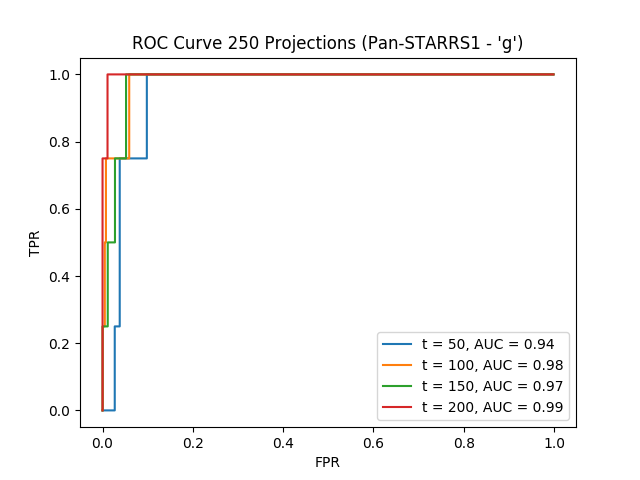 ROC Curve 250 Projections (Pan-STARRS1 - 'g')
TPR
1.0
0.8
0.6
0.4
0.2
0.0
t = 50, AUC = 0.94
t = 100, AUC = 0.98
t = 150, AUC = 0.97
t = 200, AUC = 0.99
0.0 0.2 0.4 0.6 0.8 1.0
FPR